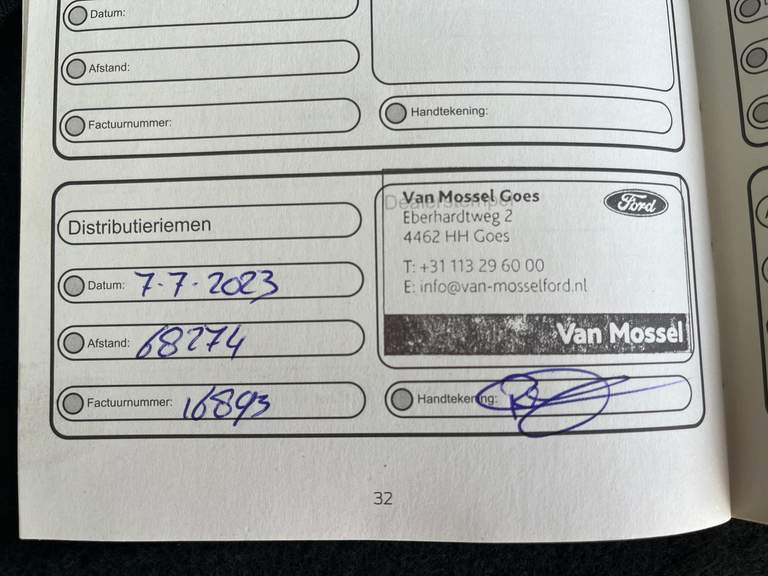 Datum:
Afstand:
Factuurnummer:
Handtekening:
Distributieriemen
Datum: 7-7-2023
Afstand: 68274
Factuurnummer: 16893
Dealerstempel
Van Mossel Goes
Eberhardtweg 2
4462 HH Goes
T: +31 113 29 60 00
E: info@van-mosselford.nl
Ford
Van Mossel
Handtekening:
32